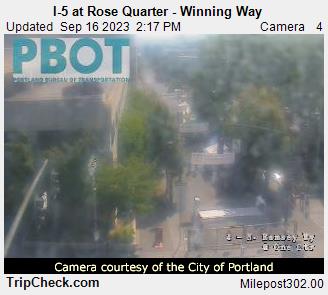 I-5 at Rose Quarter - Winning Way
Updated Sep 16 2023 2:17 PM Camera 4
PBOT
PORTLAND BUREAU OF TRANSPORTATION
Camera courtesy of the City of Portland
TripCheck.com Milepost302.00